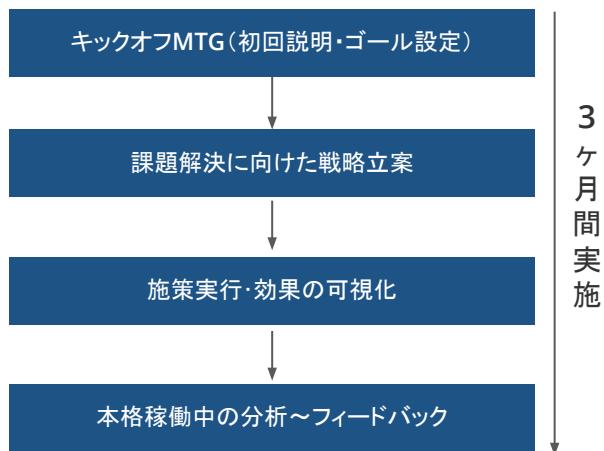 キックオフMTG（初回説明・ゴール設定）
課題解決に向けた戦略立案
施策実行・効果の可視化
本格稼働中の分析～フィードバック
3ヶ月間実施